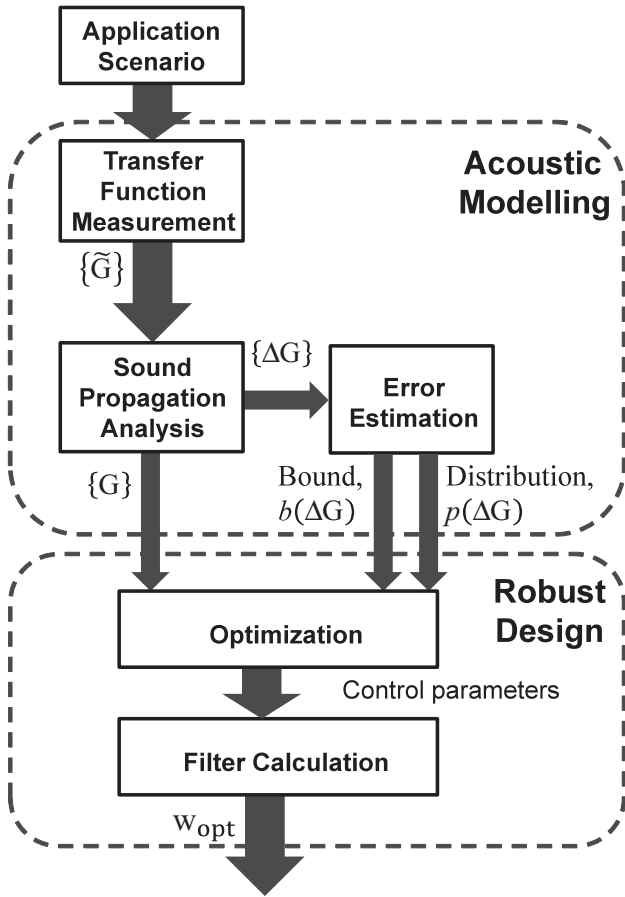 Application
Scenario
Transfer
Function
Measurement
Acoustic
Modelling
{G̃}
Sound
Propagation
Analysis
{ΔG}
Error
Estimation
{G}
Bound,
b(ΔG)
Distribution,
p(ΔG)
Robust
Design
Optimization
Control parameters
Filter Calculation
wopt